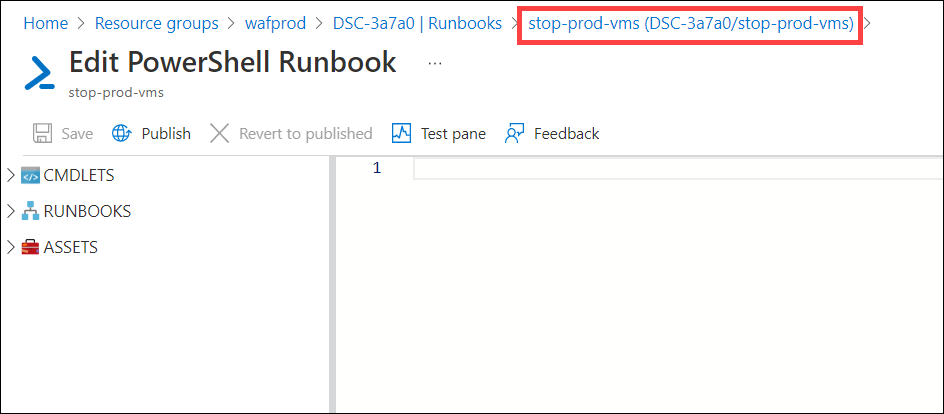 Home > Resource groups > wafprod > DSC-3a7a0 | Runbooks > stop-prod-vms (DSC-3a7a0/stop-prod-vms) >
Edit PowerShell Runbook ...
stop-prod-vms
Save Publish Revert to published Test pane Feedback
> CMDLETS
> RUNBOOKS
> ASSETS
1